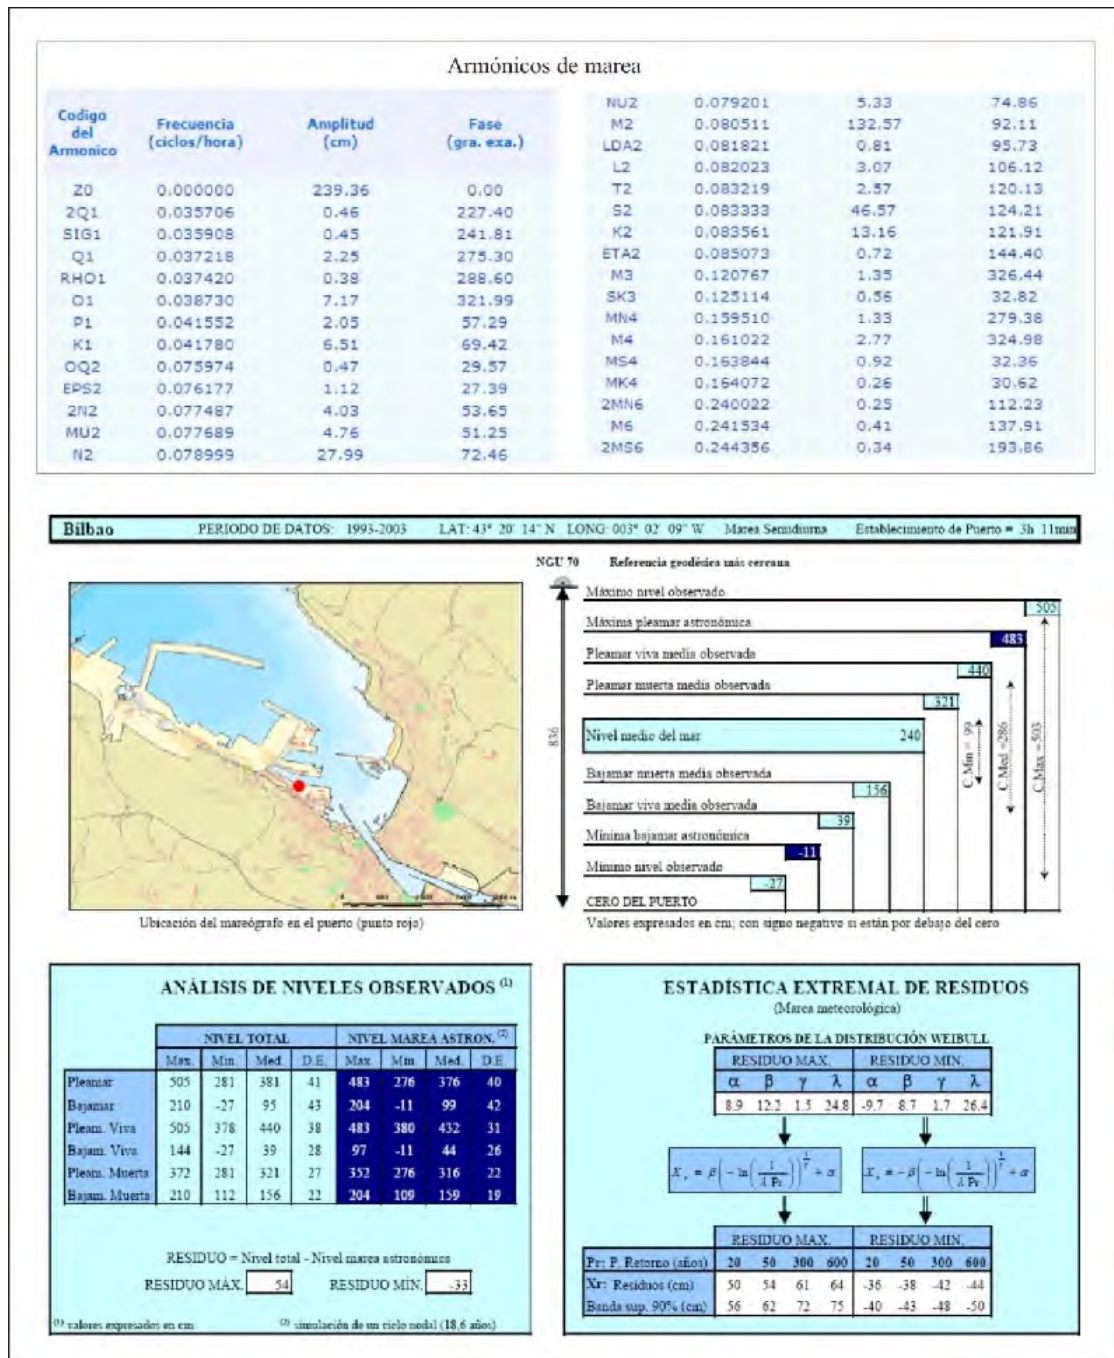 Armónicos de marea
Codigo del Armonico Frecuencia (ciclos/hora) Amplitud (cm) Fase (gra. exa.)
Z0 0.000000 239.36 0.00
2Q1 0.035706 0.46 227.40
SIG1 0.035908 0.45 241.81
Q1 0.037218 2.25 275.30
RHO1 0.037420 0.38 288.60
O1 0.038730 7.17 321.99
P1 0.041552 2.05 57.29
K1 0.041780 6.51 69.42
OQ2 0.075974 0.47 29.57
EPS2 0.076177 1.12 27.39
2N2 0.077487 4.03 53.65
MU2 0.077689 4.76 51.25
N2 0.078999 27.99 72.46
NU2 0.079201 5.33 74.86
M2 0.080511 132.57 92.11
LDA2 0.081821 0.81 95.73
L2 0.082023 3.07 106.12
T2 0.083219 2.57 120.13
S2 0.083333 46.57 124.21
K2 0.083561 13.16 121.91
ETA2 0.085073 0.72 144.40
M3 0.120767 1.35 326.44
SK3 0.125114 0.56 32.82
MN4 0.159510 1.33 279.38
M4 0.161022 2.77 324.98
MS4 0.163844 0.92 32.36
MK4 0.164072 0.26 30.62
2MN6 0.240022 0.25 112.23
M6 0.241534 0.41 137.91
2MS6 0.244356 0.34 193.86
Bilbao PERIODO DE DATOS: 1993-2003 LAT: 43° 20' 14" N LONG: 003° 02' 09" W Marea Semidiurna Establecimiento de Puerto = 3h 11min
NGU 70 Referencia geodésica más cercana
Máximo nivel observado 505
Máxima pleamar astronómica 483
Pleamar viva media observada 440
Pleamar muerta media observada 321
Nivel medio del mar 240
Bajamar muerta media observada 156
Bajamar viva media observada 39
Mínima bajamar astronómica -11
Mínimo nivel observado -27
CERO DEL PUERTO
836
C.Min = 99
C.Med =286
C.Max =503
Ubicación del mareógrafo en el puerto (punto rojo)
Valores expresados en cm; con signo negativo si están por debajo del cero
ANÁLISIS DE NIVELES OBSERVADOS (1)
NIVEL TOTAL NIVEL MAREA ASTRON. (2)
Max. Min. Med. D.E. Max. Min. Med. D.E.
Pleamar 505 281 381 41 483 276 376 40
Bajamar 210 -27 95 43 204 -11 99 42
Pleam. Viva 505 378 440 38 483 380 432 31
Bajam. Viva 144 -27 39 28 97 -11 44 26
Pleam. Muerta 372 281 321 27 352 276 316 22
Bajam. Muerta 210 112 156 22 204 109 159 19
RESIDUO = Nivel total - Nivel marea astronómica
RESIDUO MÁX. 54 RESIDUO MÍN. -33
(1) valores expresados en cm (2) simulación de un ciclo nodal (18,6 años)
ESTADÍSTICA EXTREMAL DE RESIDUOS
(Marea meteorológica)
PARÁMETROS DE LA DISTRIBUCIÓN WEIBULL
RESIDUO MAX. RESIDUO MIN.
α β γ λ α β γ λ
8.9 12.2 1.5 24.8 -9.7 8.7 1.7 26.4
X_r = β(-ln(1/(λ Pr)))^(1/γ) + α X_r = -β(-ln(1/(λ Pr)))^(1/γ) + α
RESIDUO MAX. RESIDUO MIN.
Pr: P. Retorno (años) 20 50 300 600 20 50 300 600
Xr: Residuos (cm) 50 54 61 64 -36 -38 -42 -44
Banda sup. 90% (cm) 56 62 72 75 -40 -43 -48 -50